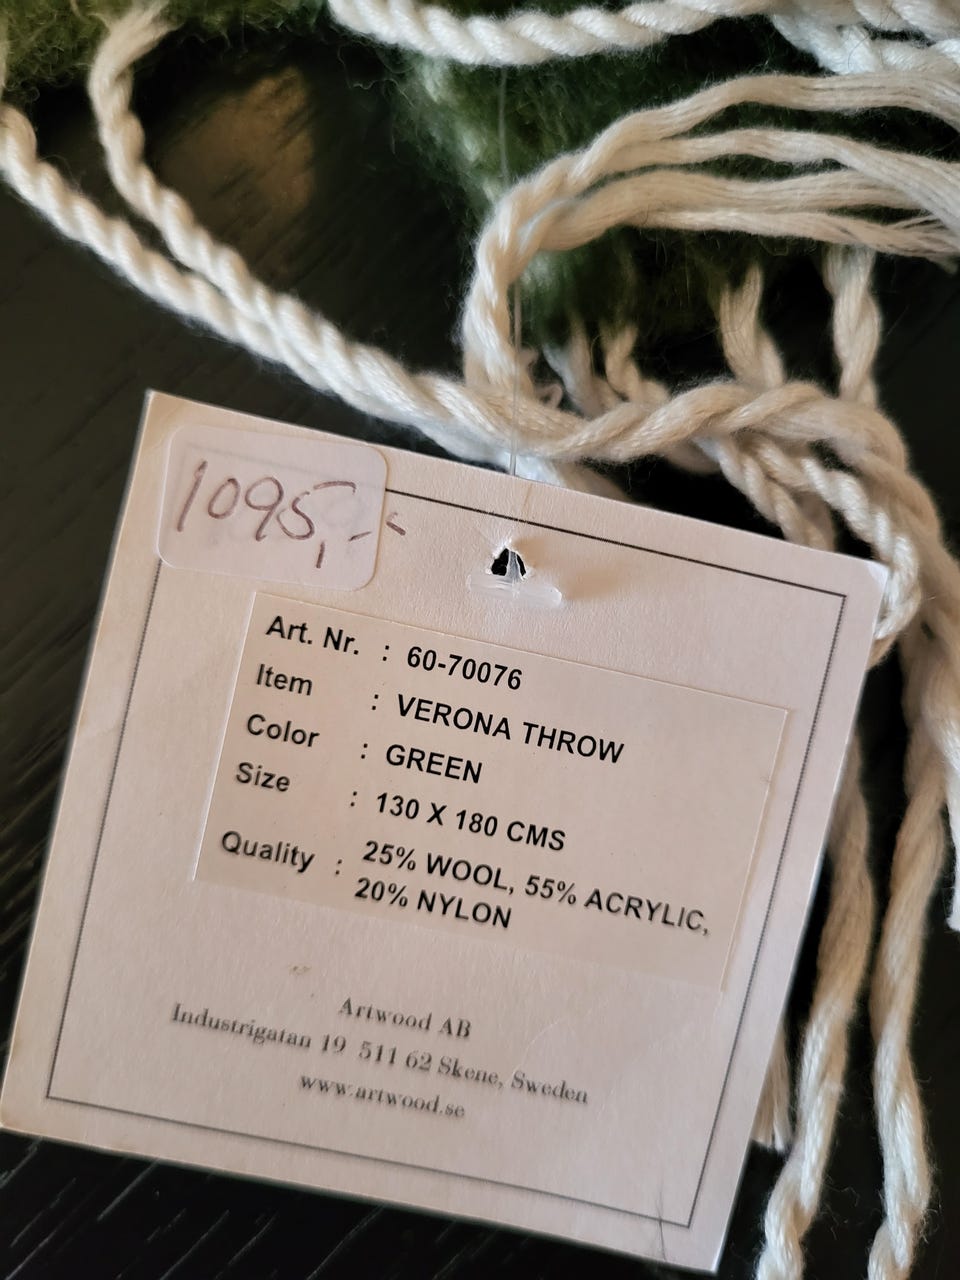 1095,-
Art. Nr. : 60-70076
Item : VERONA THROW
Color : GREEN
Size : 130 X 180 CMS
Quality : 25% WOOL, 55% ACRYLIC,
20% NYLON
Artwood AB
Industrigatan 19 511 62 Skene, Sweden
www.artwood.se